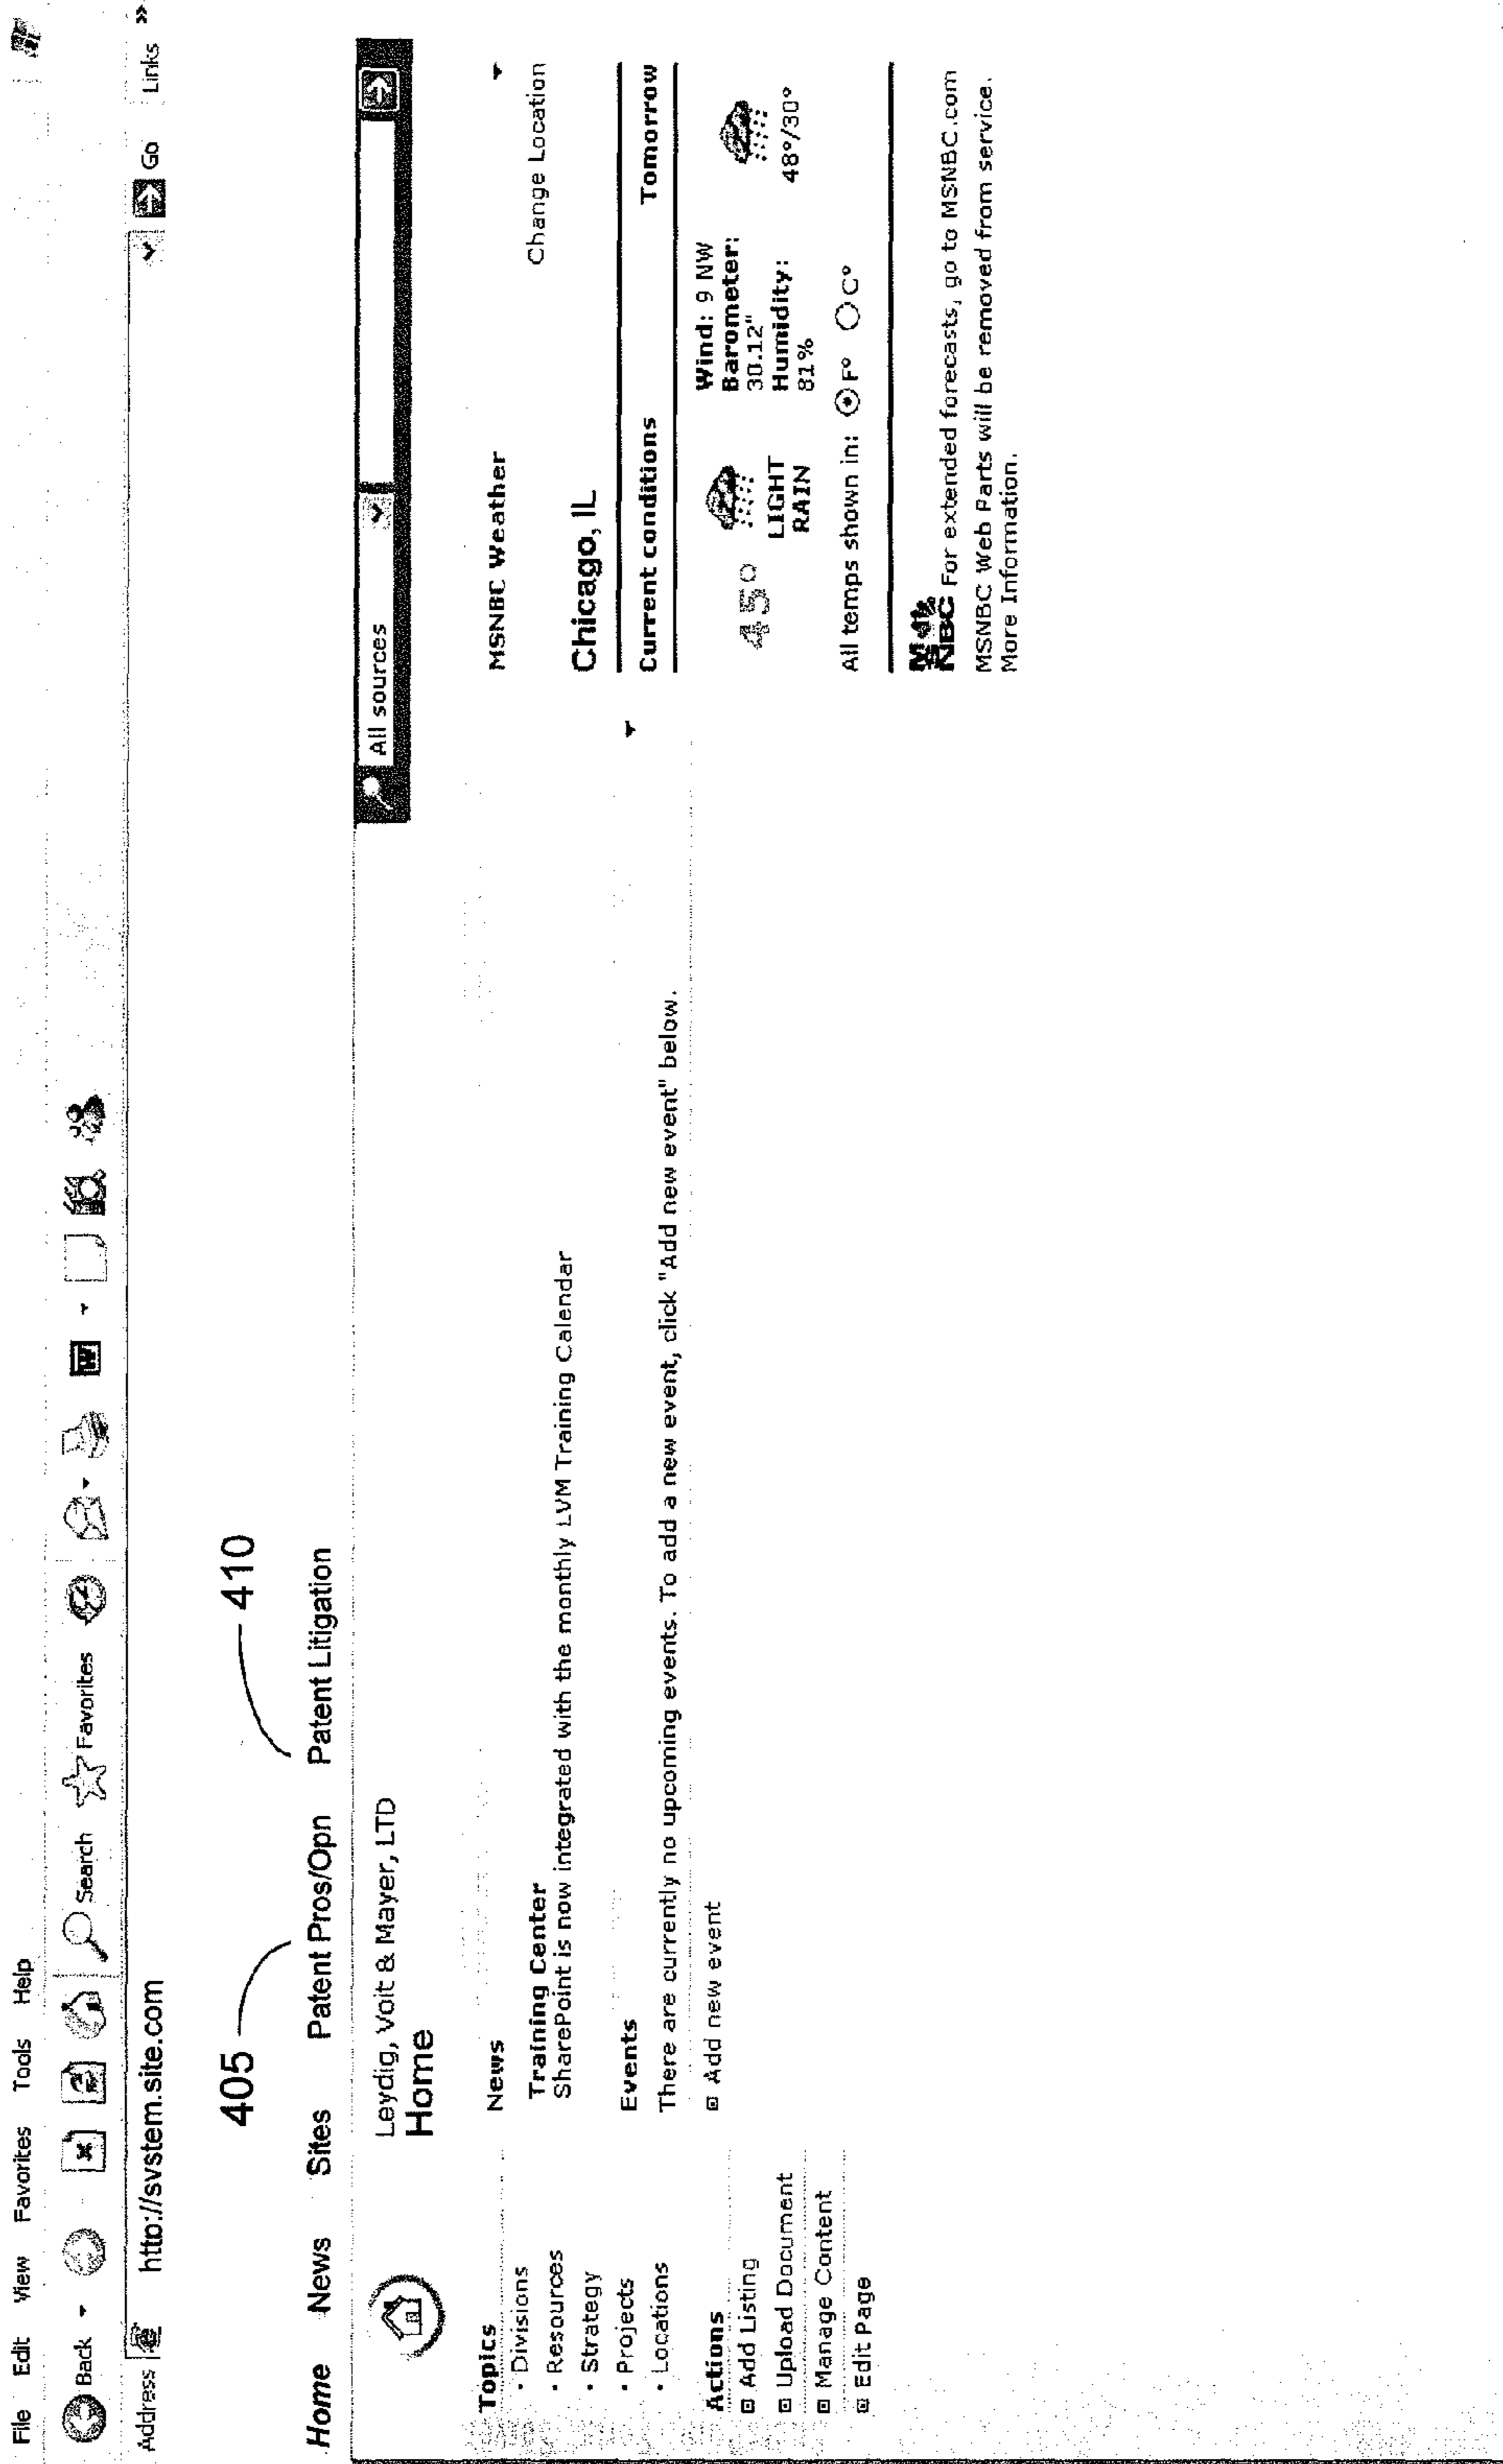 File Edit View Favorites Tools Help
Back Search Favorites W
Address http://system.site.com Go Links »
405 410
Home News Sites Patent Pros/Opn Patent Litigation
All sources
Leydig, Voit & Mayer, LTD
Home
Topics
· Divisions
· Resources
· Strategy
· Projects
· Locations
Actions
Add Listing
Upload Document
Manage Content
Edit Page
News
Training Center
SharePoint is now integrated with the monthly LVM Training Calendar
Events
There are currently no upcoming events. To add a new event, click "Add new event" below.
Add new event
MSNBC Weather
Change Location
Chicago, IL
Current conditions Tomorrow
45°
LIGHT
RAIN
Wind: 9 NW
Barometer:
30.12"
Humidity:
81%
48°/30°
All temps shown in: F° C°
MSNBC For extended forecasts, go to MSNBC.com
MSNBC Web Parts will be removed from service.
More Information.